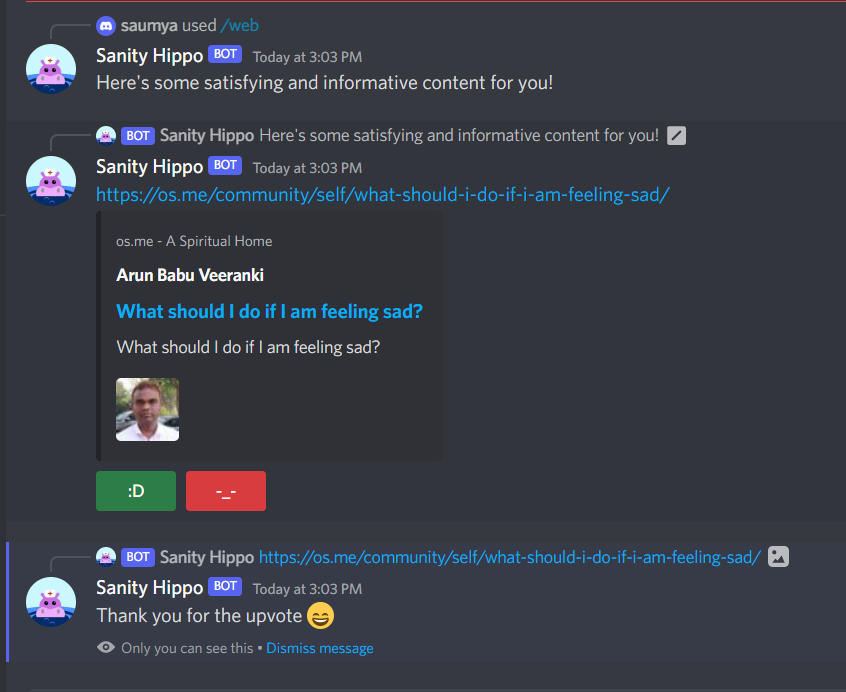 saumya used /web
Sanity Hippo BOT Today at 3:03 PM
Here's some satisfying and informative content for you!
BOT Sanity Hippo Here's some satisfying and informative content for you!
Sanity Hippo BOT Today at 3:03 PM
https://os.me/community/self/what-should-i-do-if-i-am-feeling-sad/
os.me - A Spiritual Home
Arun Babu Veeranki
What should I do if I am feeling sad?
What should I do if I am feeling sad?
:D -_-
BOT Sanity Hippo https://os.me/community/self/what-should-i-do-if-i-am-feeling-sad/
Sanity Hippo BOT Today at 3:03 PM
Thank you for the upvote 😄
Only you can see this • Dismiss message